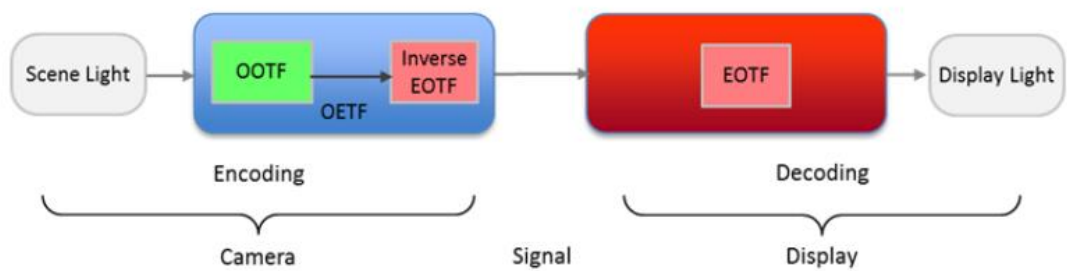 Scene Light
OOTF
Inverse
EOTF
OETF
EOTF
Display Light
Encoding
Decoding
Camera
Signal
Display